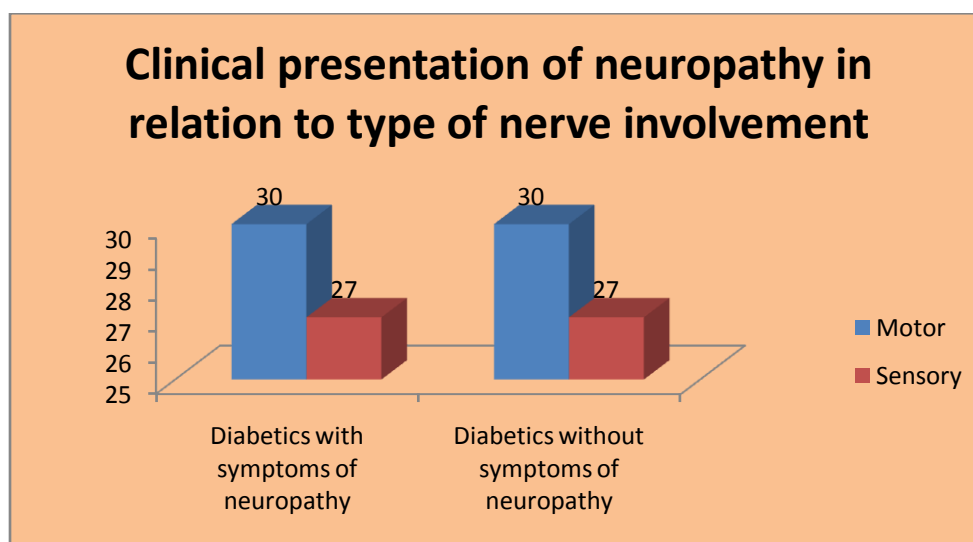 Clinical presentation of neuropathy in
relation to type of nerve involvement
30
30
27
27
30
29
28
27
26
25
Motor
Sensory
Diabetics with
symptoms of
neuropathy
Diabetics without
symptoms of
neuropathy